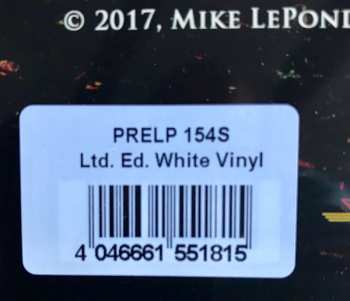 © 2017, MIKE LEPOND
PRELP 154S
Ltd. Ed. White Vinyl
4 046661 551815